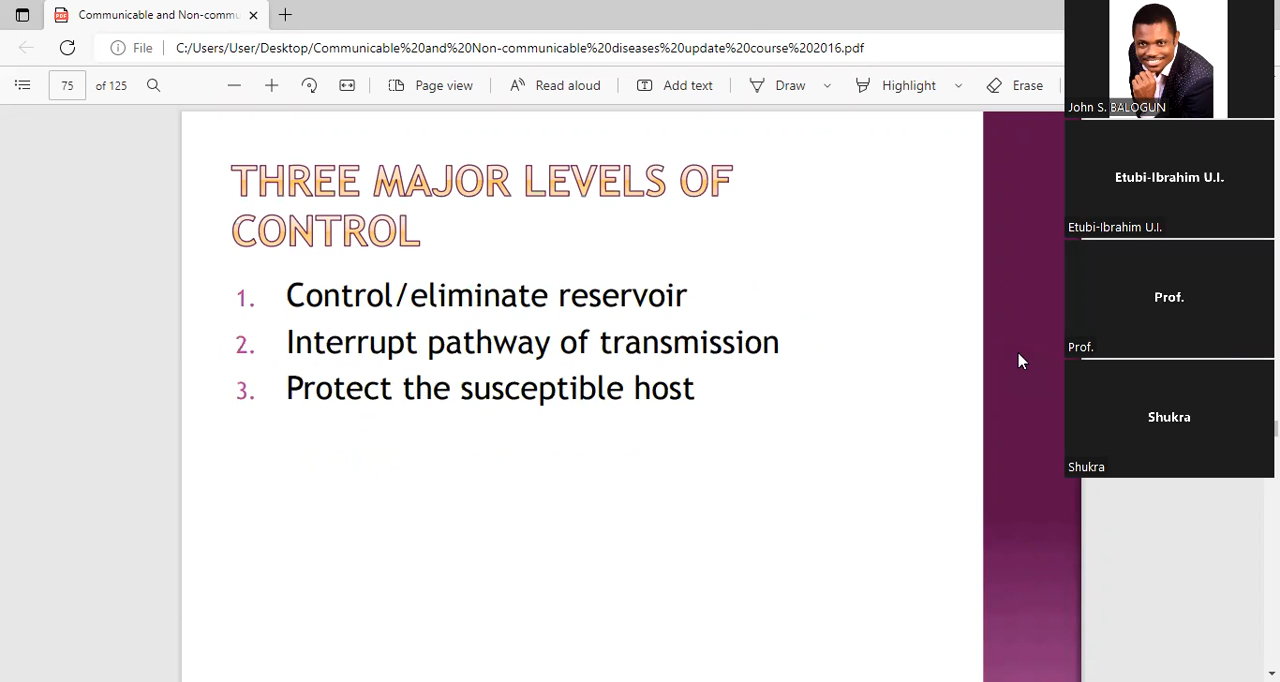 Communicable and Non-commu
File
C:/Users/User/Desktop/Communicable%20and%20Non-communicable%20diseases%20update%20course%202016.pdf
75 of 125
Page view
Read aloud
Add text
Draw
Highlight
Erase
THREE MAJOR LEVELS OF
CONTROL
1. Control/eliminate reservoir
2. Interrupt pathway of transmission
3. Protect the susceptible host
John S. BALOGUN
Etubi-Ibrahim U.I.
Etubi-Ibrahim U.I.
Prof.
Prof.
Shukra
Shukra